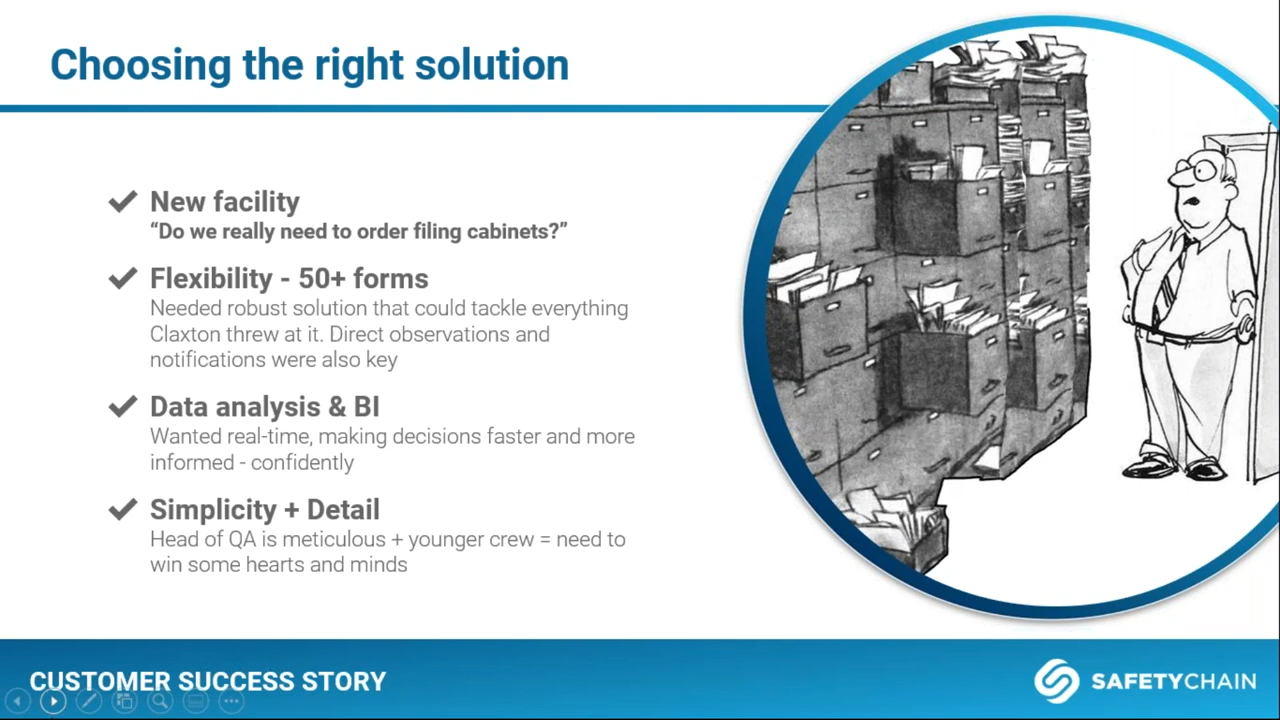 Choosing the right solution
New facility
“Do we really need to order filing cabinets?”
Flexibility - 50+ forms
Needed robust solution that could tackle everything
Claxton threw at it. Direct observations and
notifications were also key
Data analysis & BI
Wanted real-time, making decisions faster and more
informed - confidently
Simplicity + Detail
Head of QA is meticulous + younger crew = need to
win some hearts and minds
CUSTOMER SUCCESS STORY
SAFETYCHAIN